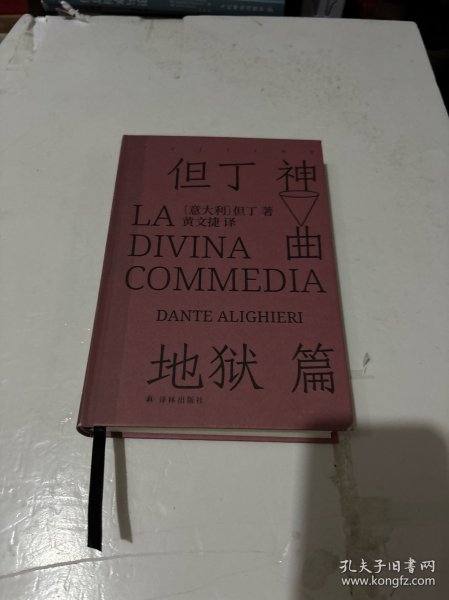 但丁 神
[意大利]但丁 著
LA
黄文捷 译
DIVINA 曲
COMMEDIA
DANTE ALIGHIERI
地狱 篇
译林出版社
孔夫子旧书网
www.kongfz.com